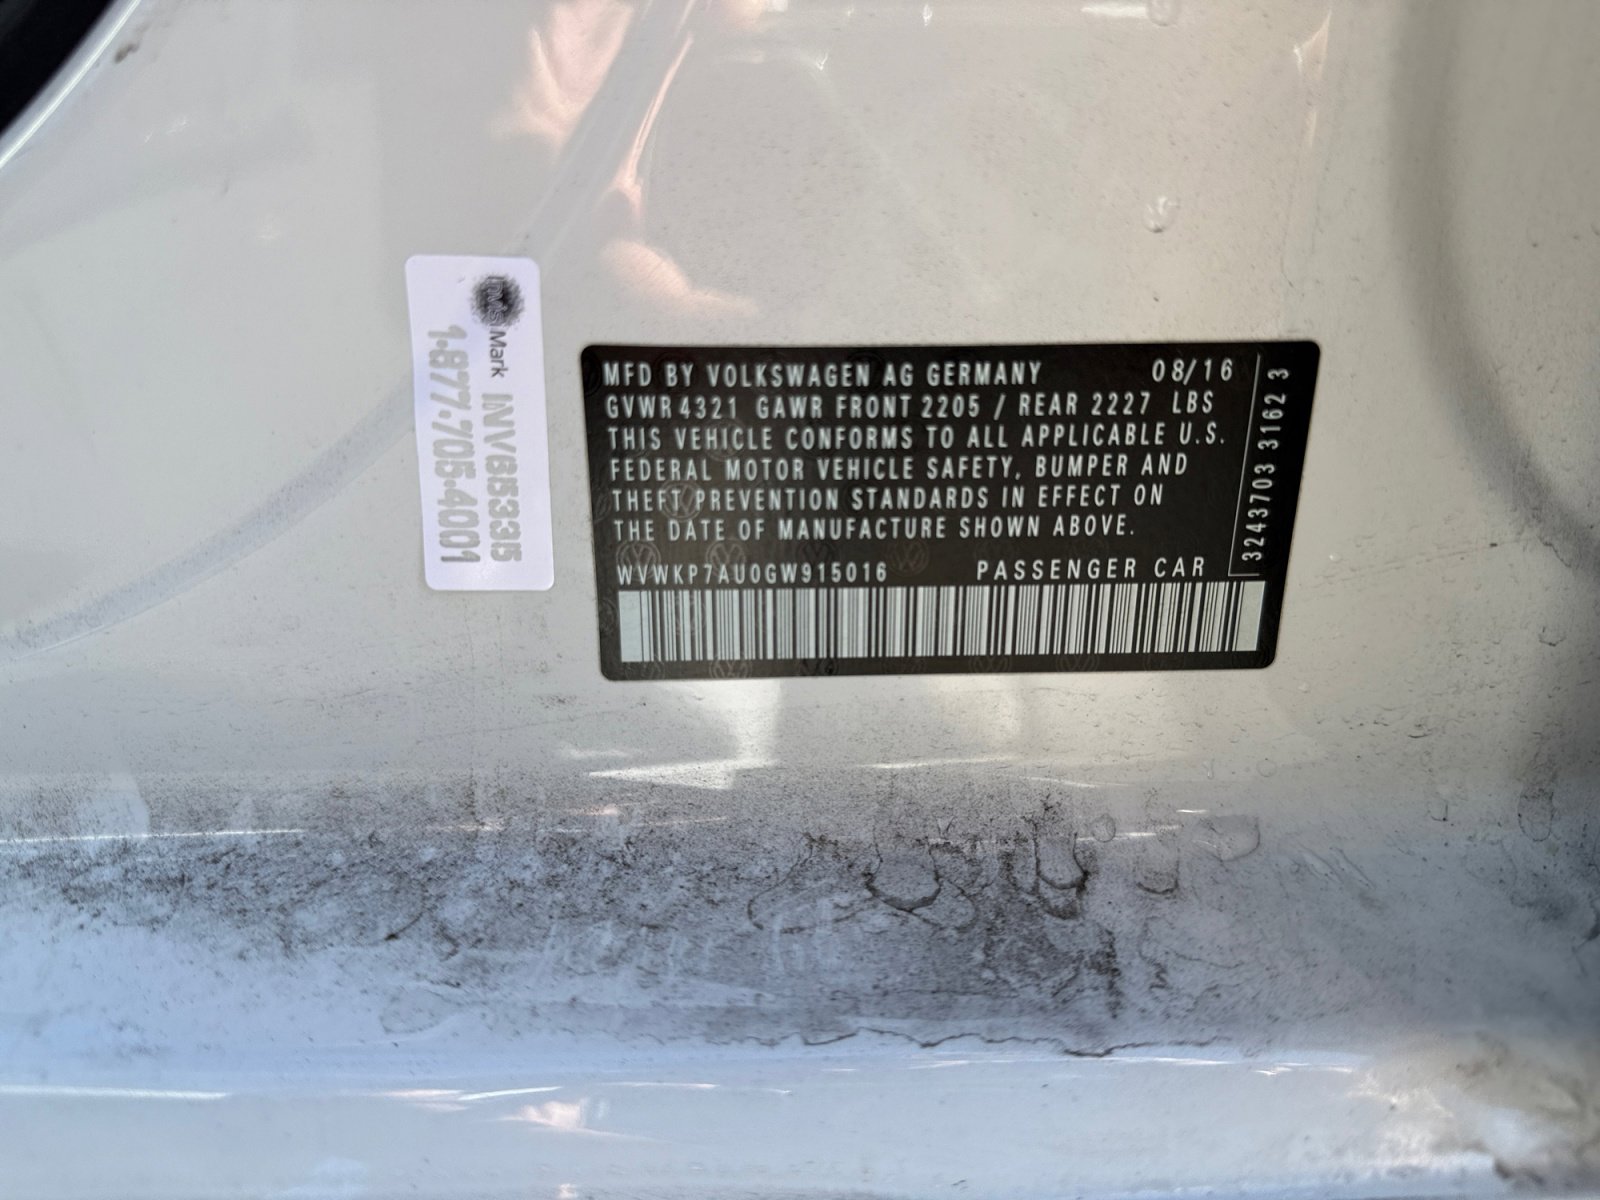 InvisiMark INV85335
1.877.705.4001
MFD BY VOLKSWAGEN AG GERMANY 08/16
GVWR 4321 GAWR FRONT 2205 / REAR 2227 LBS
THIS VEHICLE CONFORMS TO ALL APPLICABLE U.S.
FEDERAL MOTOR VEHICLE SAFETY, BUMPER AND
THEFT PREVENTION STANDARDS IN EFFECT ON
THE DATE OF MANUFACTURE SHOWN ABOVE.
WVWKP7AU0GW915016 PASSENGER CAR
3243703 3162 3